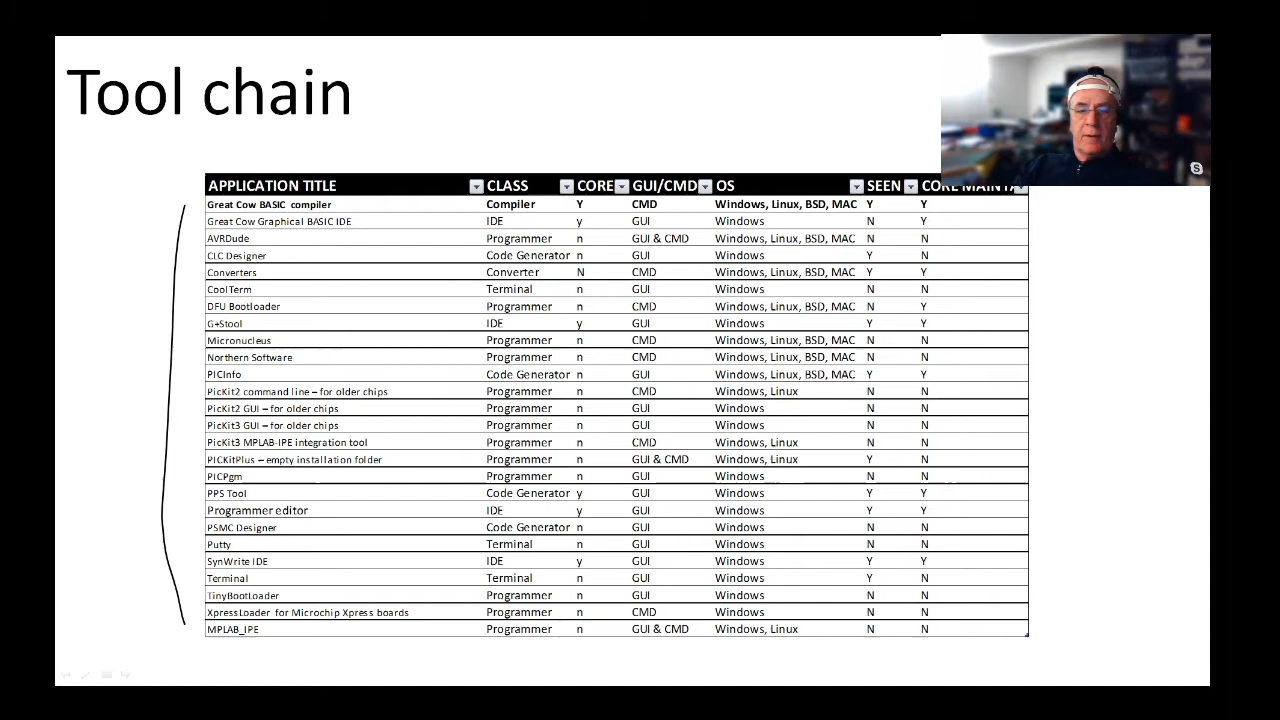 Tool chain
APPLICATION TITLE CLASS CORE GUI/CMD OS SEEN CORE MAINTA
Great Cow BASIC compiler Compiler Y CMD Windows, Linux, BSD, MAC Y Y
Great Cow Graphical BASIC IDE IDE y GUI Windows N Y
AVRDude Programmer n GUI & CMD Windows, Linux, BSD, MAC N N
CLC Designer Code Generator n GUI Windows Y N
Converters Converter N CMD Windows, Linux, BSD, MAC Y Y
CoolTerm Terminal n GUI Windows N N
DFU Bootloader Programmer n CMD Windows, Linux, BSD, MAC N Y
G+Stool IDE y GUI Windows Y Y
Micronucleus Programmer n CMD Windows, Linux, BSD, MAC N N
Northern Software Programmer n CMD Windows, Linux, BSD, MAC N N
PICInfo Code Generator n GUI Windows, Linux, BSD, MAC Y Y
PicKit2 command line – for older chips Programmer n CMD Windows, Linux N N
PicKit2 GUI – for older chips Programmer n GUI Windows N N
PicKit3 GUI – for older chips Programmer n GUI Windows N N
PicKit3 MPLAB-IPE integration tool Programmer n CMD Windows, Linux N N
PICKitPlus – empty installation folder Programmer n GUI & CMD Windows, Linux Y N
PICPgm Programmer n GUI Windows N N
PPS Tool Code Generator y GUI Windows Y Y
Programmer editor IDE y GUI Windows Y Y
PSMC Designer Code Generator n GUI Windows N N
Putty Terminal n GUI Windows N N
SynWrite IDE IDE y GUI Windows Y Y
Terminal Terminal n GUI Windows Y N
TinyBootLoader Programmer n GUI Windows N N
XpressLoader for Microchip Xpress boards Programmer n CMD Windows N N
MPLAB_IPE Programmer n GUI & CMD Windows, Linux N N